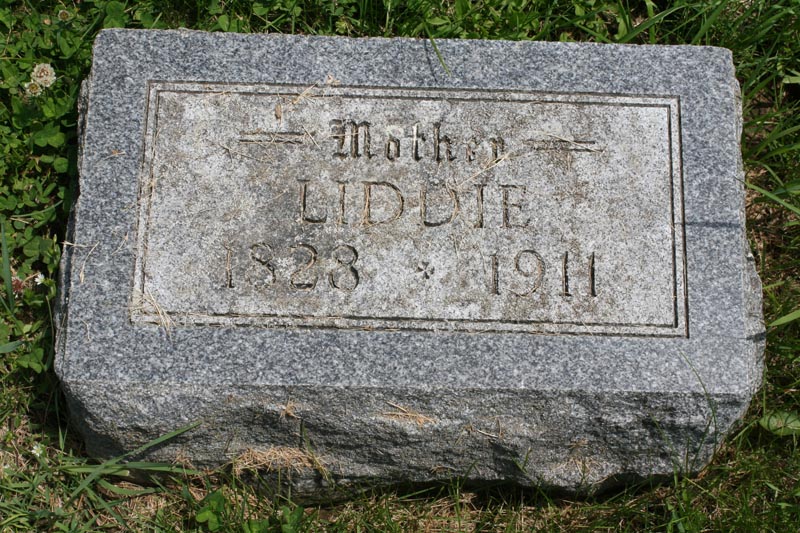 Mother
LIDDIE
1828 * 1911